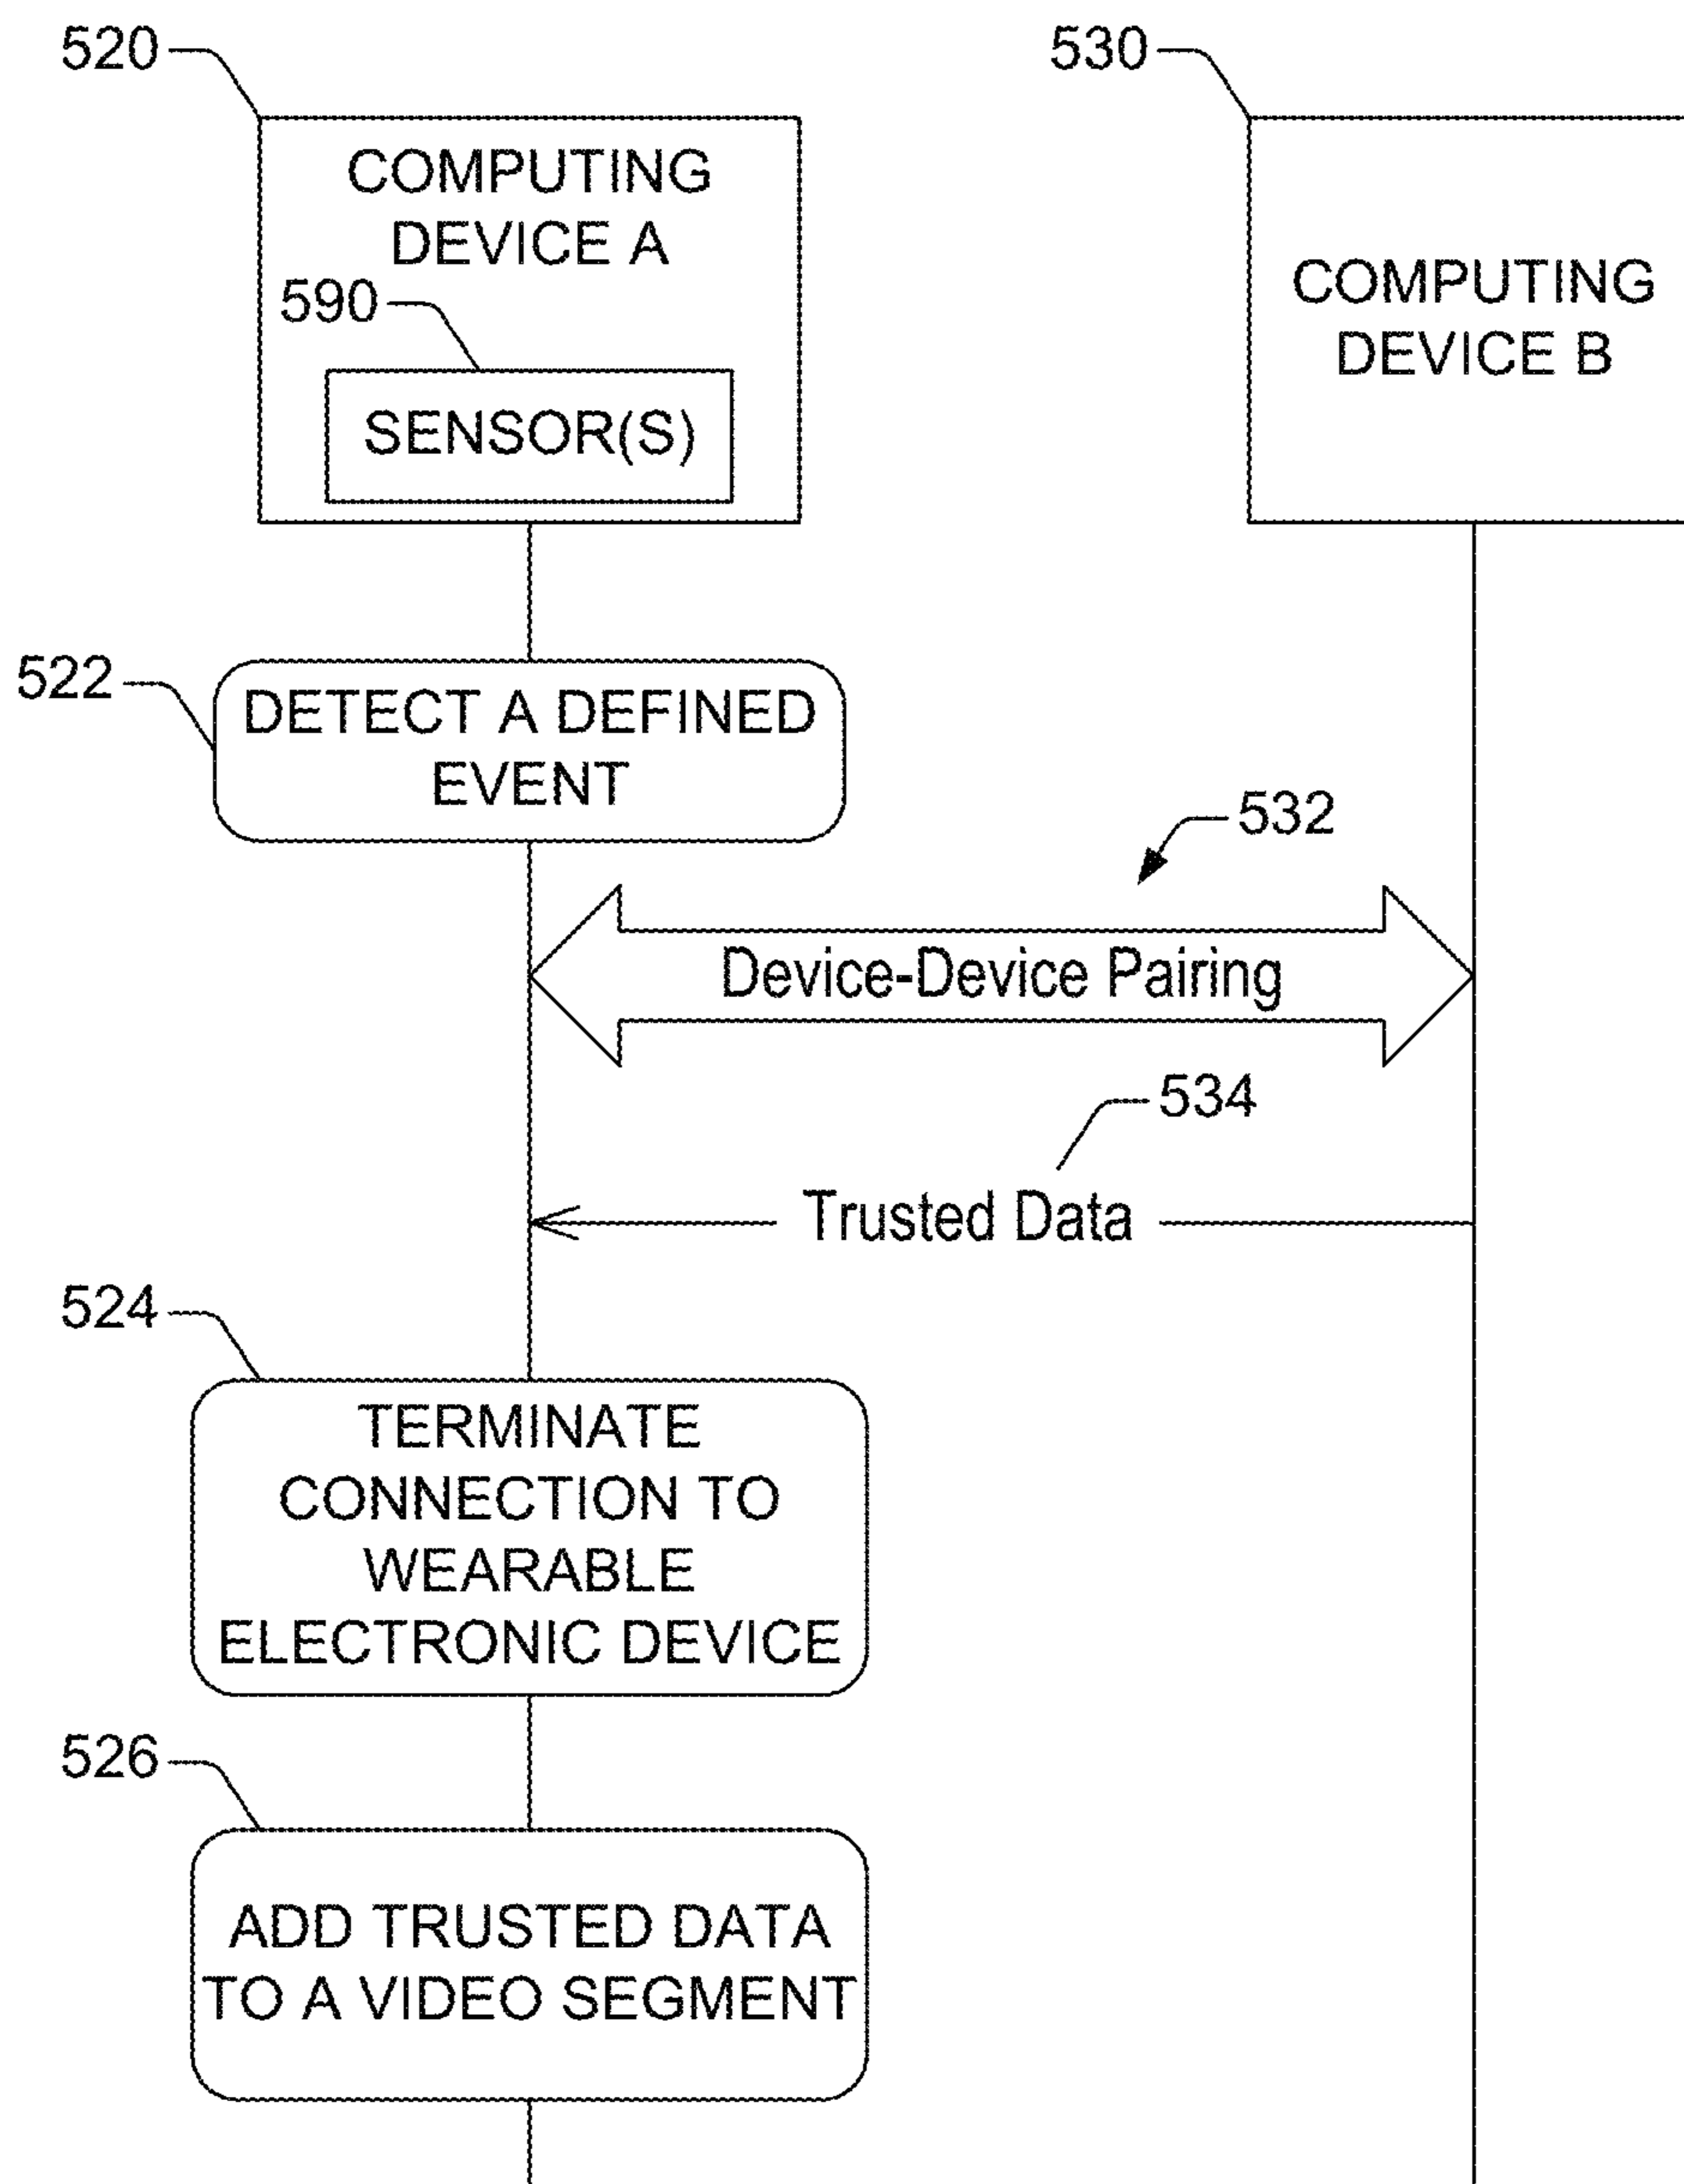 520
530
COMPUTING
DEVICE A
590
SENSOR(S)
COMPUTING
DEVICE B
522
DETECT A DEFINED
EVENT
532
Device-Device Pairing
534
Trusted Data
524
TERMINATE
CONNECTION TO
WEARABLE
ELECTRONIC DEVICE
526
ADD TRUSTED DATA
TO A VIDEO SEGMENT